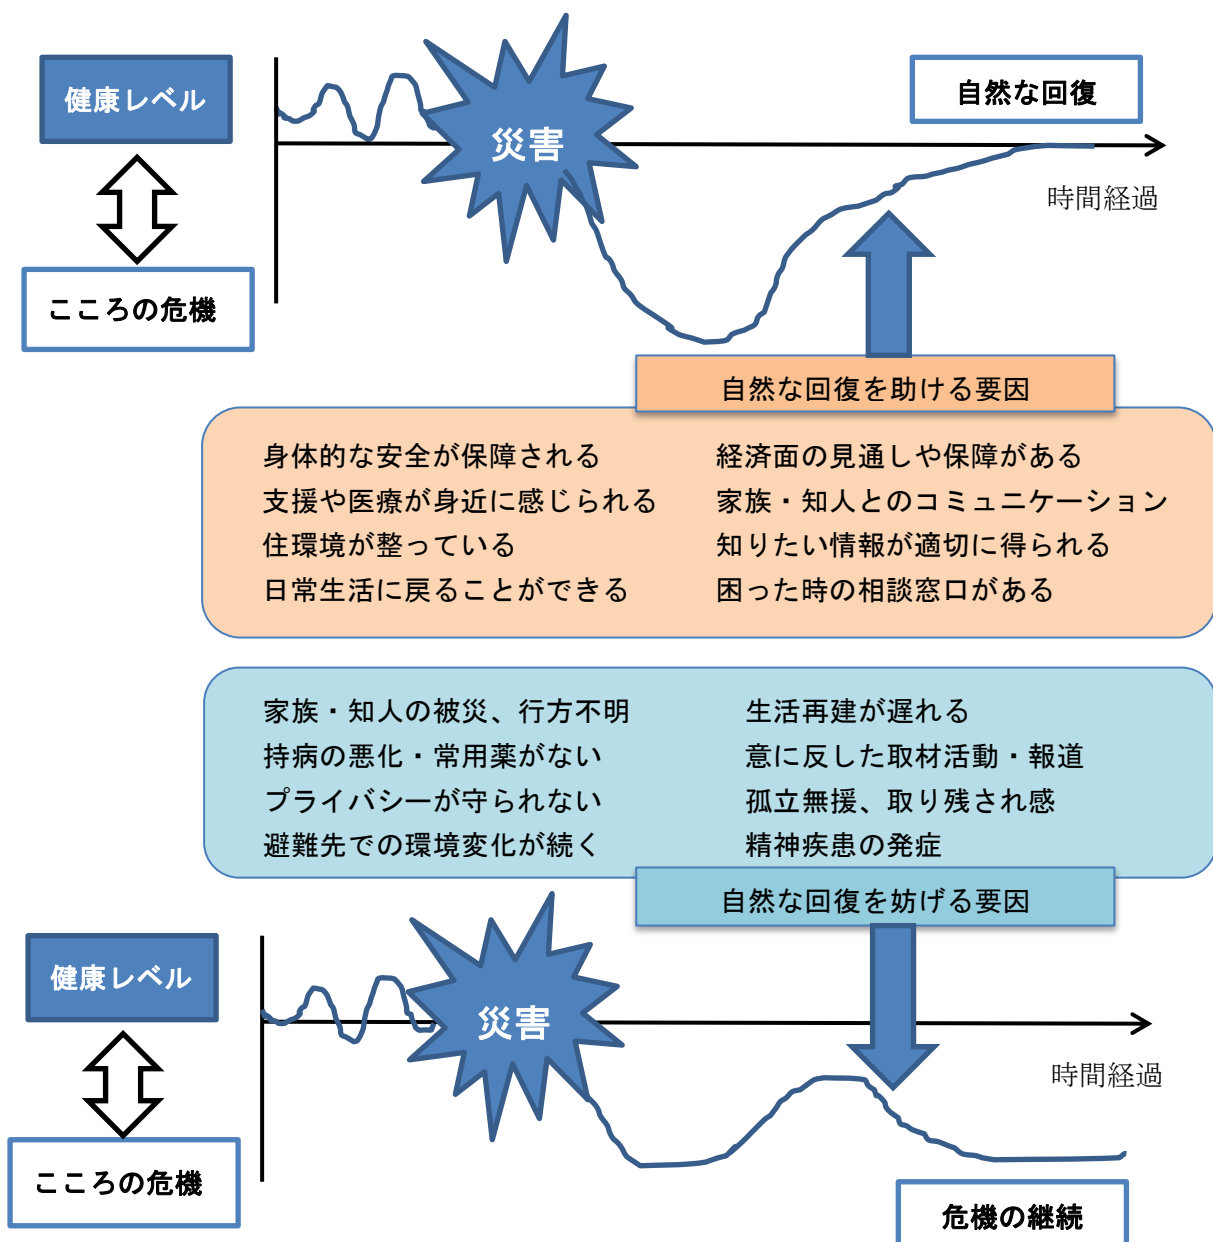 健康レベル
災害
自然な回復
時間経過
こころの危機
自然な回復を助ける要因
身体的な安全が保障される
支援や医療が身近に感じられる
住環境が整っている
日常生活に戻ることができる
経済面の見通しや保障がある
家族・知人とのコミュニケーション
知りたい情報が適切に得られる
困った時の相談窓口がある
家族・知人の被災、行方不明
持病の悪化・常用薬がない
プライバシーが守られない
避難先での環境変化が続く
生活再建が遅れる
意に反した取材活動・報道
孤立無援、取り残され感
精神疾患の発症
自然な回復を妨げる要因
健康レベル
災害
時間経過
こころの危機
危機の継続